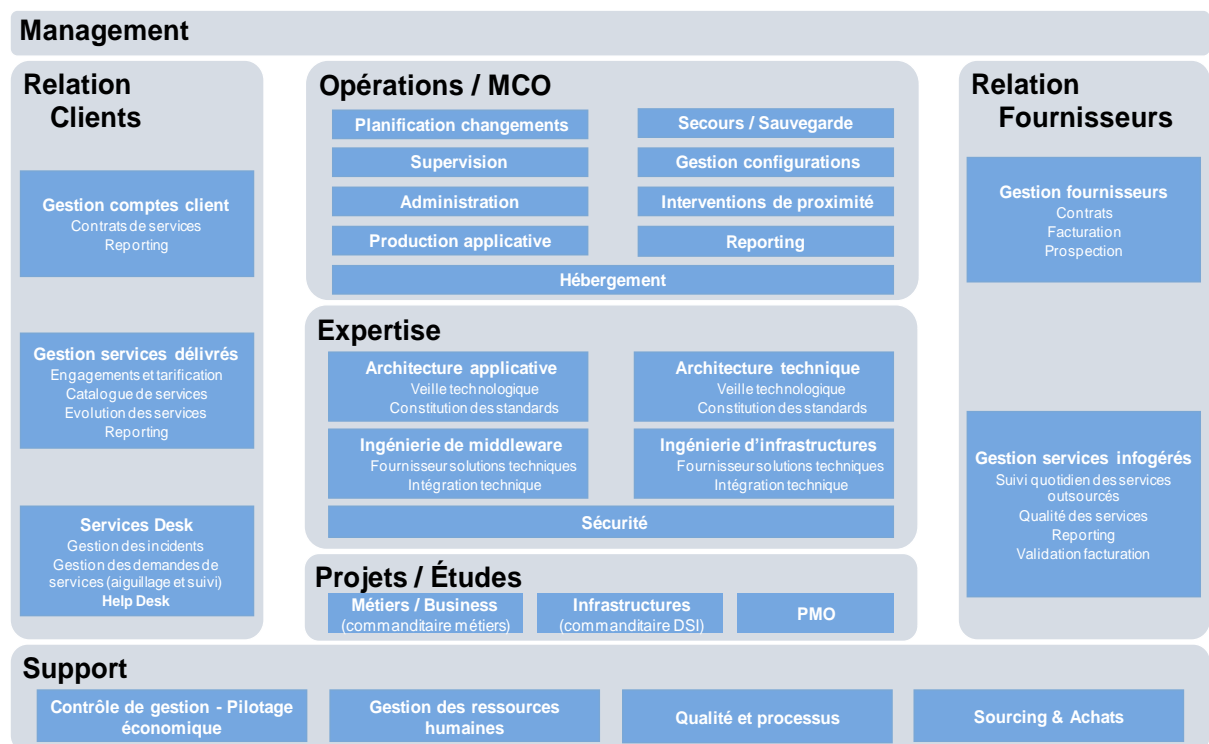 Management
Relation
Clients
Gestion comptes client
Contrats de services
Reporting
Gestion services délivrés
Engagements et tarification
Catalogue de services
Evolution des services
Reporting
Services Desk
Gestion des incidents
Gestion des demandes de
services (aiguillage et suivi)
Help Desk
Opérations / MCO
Planification changements
Secours / Sauvegarde
Supervision
Gestion configurations
Administration
Interventions de proximité
Production applicative
Reporting
Hébergement
Expertise
Architecture applicative
Veille technologique
Constitution des standards
Architecture technique
Veille technologique
Constitution des standards
Ingénierie de middleware
Fournisseur solutions techniques
Intégration technique
Ingénierie d’infrastructures
Fournisseur solutions techniques
Intégration technique
Sécurité
Projets / Études
Métiers / Business
(commanditaire métiers)
Infrastructures
(commanditaire DSI)
PMO
Relation
Fournisseurs
Gestion fournisseurs
Contrats
Facturation
Prospection
Gestion services infogérés
Suivi quotidien des services
outsourcés
Qualité des services
Reporting
Validation facturation
Support
Contrôle de gestion - Pilotage
économique
Gestion des ressources
humaines
Qualité et processus
Sourcing & Achats